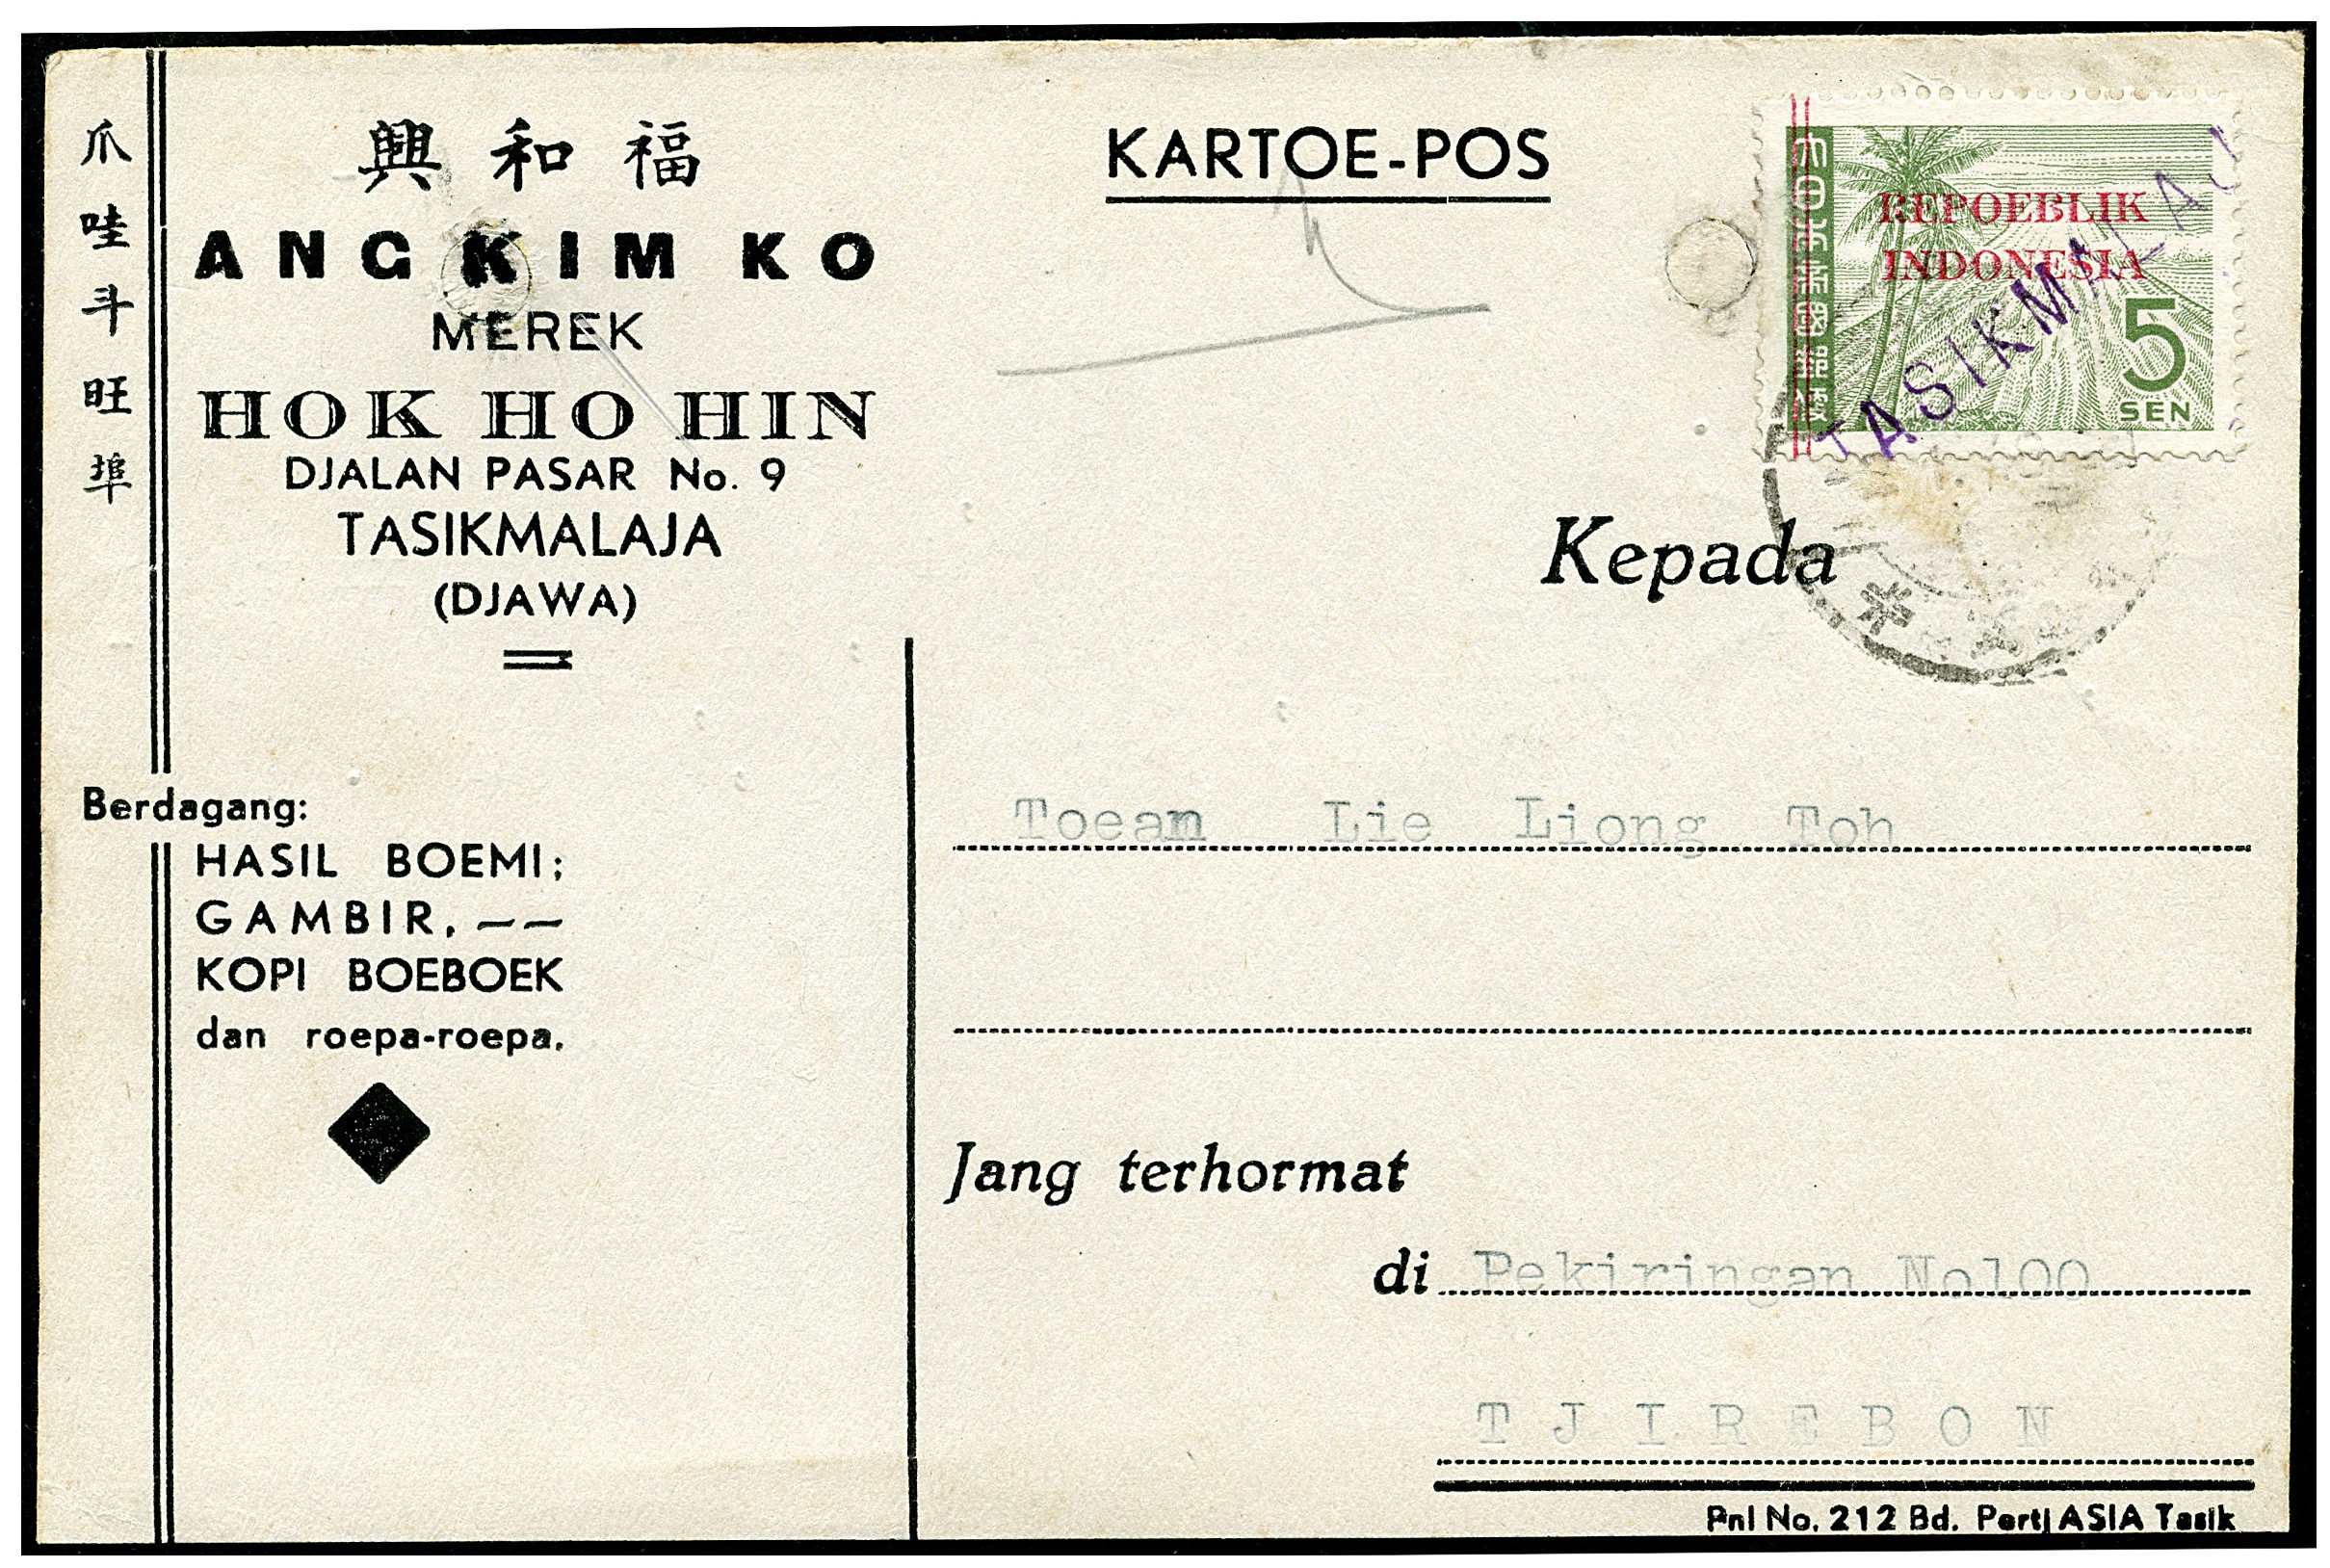 爪哇斗旺埠
興和福
ANG KIM KO
MEREK
HOK HO HIN
DJALAN PASAR No. 9
TASIKMALAJA
(DJAWA)
Berdagang:
HASIL BOEMI;
GAMBIR, ——
KOPI BOEBOEK
dan roepa-roepa.
KARTOE-POS
REPOEBLIK
INDONESIA
5
SEN
TASIKMALAJ
Kepada
Toean Lie Liong Toh
Jang terhormat
di Pekiringan No100
TJIREBON
Pnl No. 212 Bd. Pertj ASIA Tasik